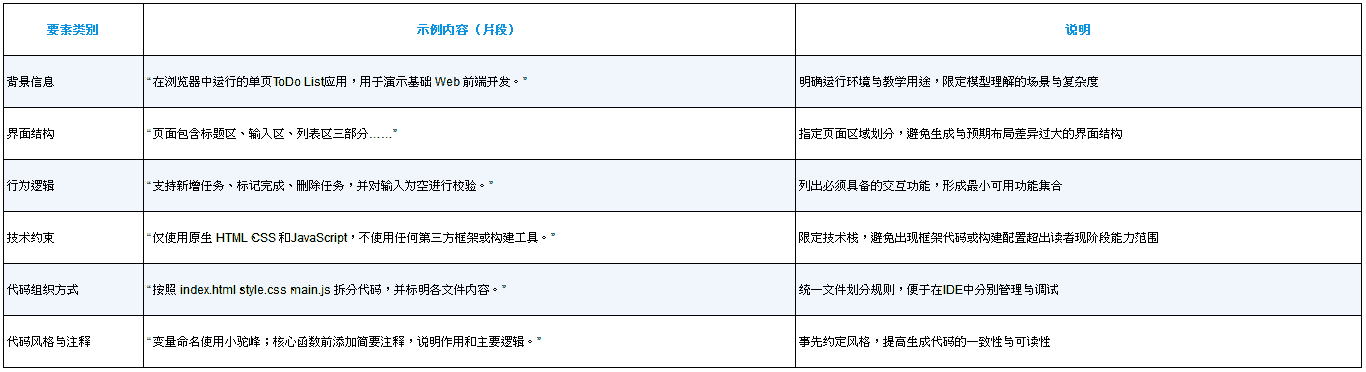 要素类别 示例内容（片段） 说明
背景信息 “在浏览器中运行的单页ToDo List应用，用于演示基础 Web 前端开发。” 明确运行环境与教学用途，限定模型理解的场景与复杂度
界面结构 “页面包含标题区、输入区、列表区三部分……” 指定页面区域划分，避免生成与预期布局差异过大的界面结构
行为逻辑 “支持新增任务、标记完成、删除任务，并对输入为空进行校验。” 列出必须具备的交互功能，形成最小可用功能集合
技术约束 “仅使用原生 HTML CSS 和JavaScript，不使用任何第三方框架或构建工具。” 限定技术栈，避免出现框架代码或构建配置超出读者现阶段能力范围
代码组织方式 “按照 index.html style.css main.js 拆分代码，并标明各文件内容。” 统一文件划分规则，便于在IDE中分别管理与调试
代码风格与注释 “变量命名使用小驼峰；核心函数前添加简要注释，说明作用和主要逻辑。” 事先约定风格，提高生成代码的一致性与可读性